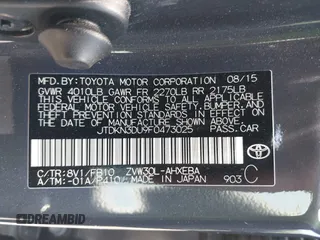 MFD.BY:TOYOTA MOTOR CORPORATION 08/15
GVWR 4010LB GAWR FR 2270LB RR 2175LB
THIS VEHICLE CONFORMS TO ALL APPLICABLE
FEDERAL MOTOR VEHICLE SAFETY, BUMPER,
AND THEFT PREVENTION STANDARDS IN EFFECT
ON THE DATE OF MANUFACTURE SHOWN ABOVE.
JTDKN3DU9F0473025 PASS. CAR
C/TR:8V1/FB10 ZVW30L-AHXEBA
A/TM:-01A/P410 MADE IN JAPAN 903 C
TOYOTA
DREAMBID